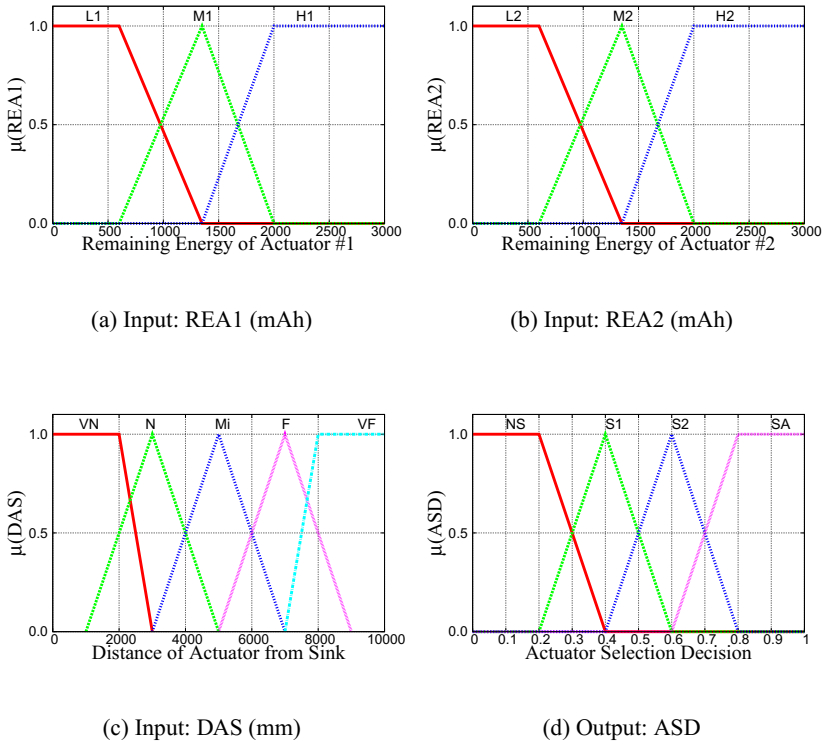 L1 M1 H1
1.0
0.5
0.0
μ(REA1)
0 500 1000 1500 2000 2500 3000
Remaining Energy of Actuator #1
(a) Input: REA1 (mAh)
L2 M2 H2
1.0
0.5
0.0
μ(REA2)
0 500 1000 1500 2000 2500 3000
Remaining Energy of Actuator #2
(b) Input: REA2 (mAh)
VN N Mi F VF
1.0
0.5
0.0
μ(DAS)
0 2000 4000 6000 8000 10000
Distance of Actuator from Sink
(c) Input: DAS (mm)
NS S1 S2 SA
1.0
0.5
0.0
μ(ASD)
0 0.1 0.2 0.3 0.4 0.5 0.6 0.7 0.8 0.9 1
Actuator Selection Decision
(d) Output: ASD